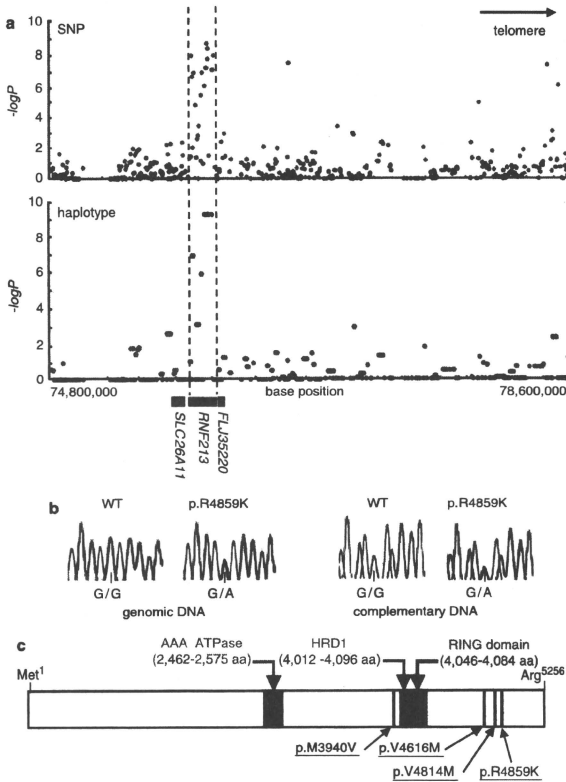 a
SNP
telomere
10
8
6
4
2
0
-logP
haplotype
10
8
6
4
2
0
-logP
74,800,000
base position
78,600,000
SLC26A11
RNF213
FLJ35220
b
WT
p.R4859K
WT
p.R4859K
G/G
G/A
G/G
G/A
genomic DNA
complementary DNA
c
AAA ATPase
(2,462-2,575 aa)
HRD1
(4,012 -4,096 aa)
RING domain
(4,046-4,084 aa)
Met1
Arg5256
p.M3940V
p.V4616M
p.V4814M
p.R4859K